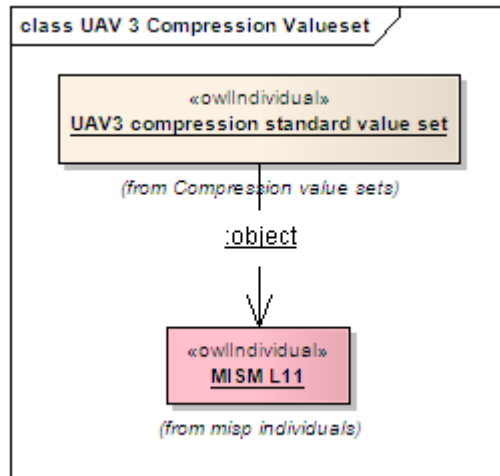 class UAV 3 Compression Valueset
«owlIndividual»
UAV3 compression standard value set
(from Compression value sets)
:object
«owlIndividual»
MISM L11
(from misp individuals)